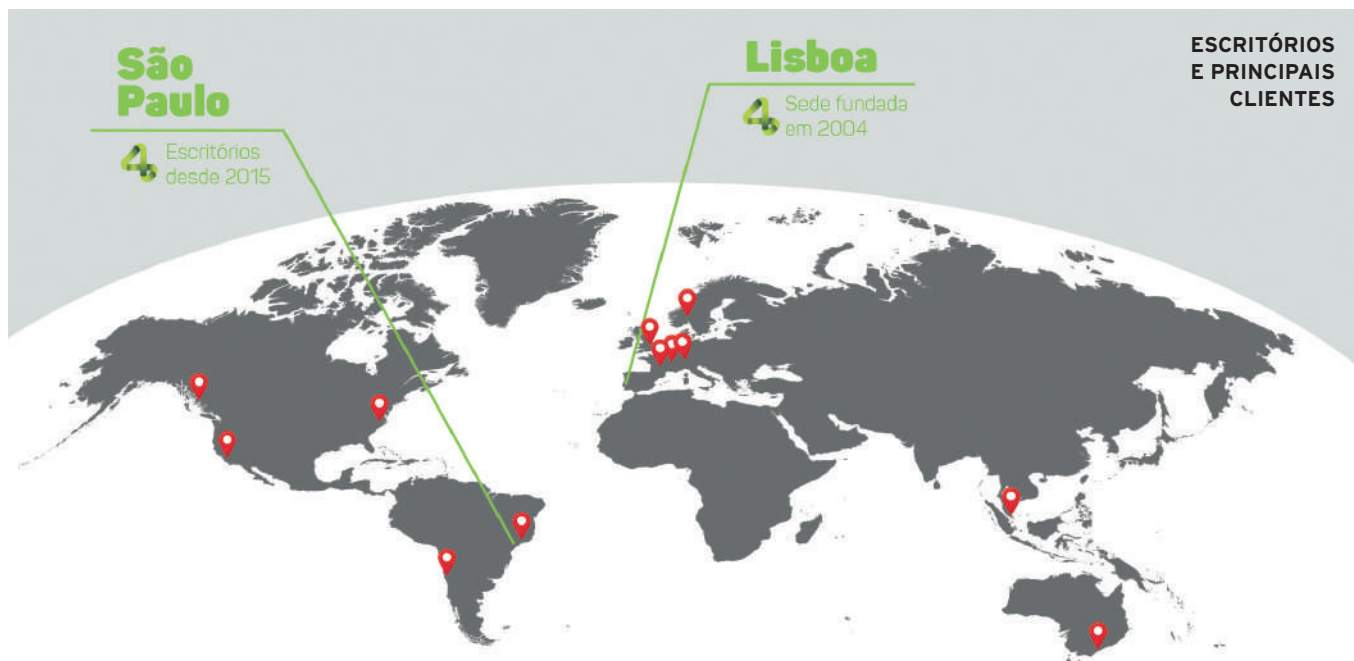 São
Paulo
Escritórios
desde 2015
Lisboa
Sede fundada
em 2004
ESCRITÓRIOS
E PRINCIPAIS
CLIENTES